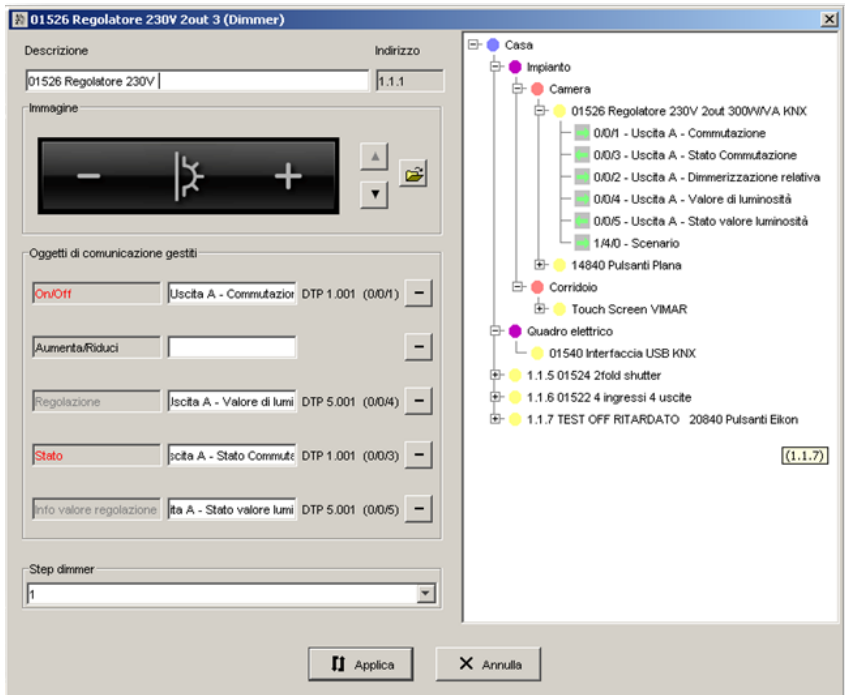 01526 Regolatore 230V 2out 3 (Dimmer)
Descrizione
Indirizzo
01526 Regolatore 230V
1.1.1
Immagine
Oggetti di comunicazione gestiti
On/Off
Uscita A - Commutazior
DTP 1.001 (0/0/1)
Aumenta/Riduci
Regolazione
Jscita A - Valore di lumi
DTP 5.001 (0/0/4)
Stato
scita A - Stato Commuta
DTP 1.001 (0/0/3)
Info valore regolazione
ita A - Stato valore lumi
DTP 5.001 (0/0/5)
Step dimmer
1
Applica
Annulla
Casa
Impianto
Camera
01526 Regolatore 230V 2out 300W/VA KNX
0/0/1 - Uscita A - Commutazione
0/0/3 - Uscita A - Stato Commutazione
0/0/2 - Uscita A - Dimmerizzazione relativa
0/0/4 - Uscita A - Valore di luminosità
0/0/5 - Uscita A - Stato valore luminosità
1/4/0 - Scenario
14840 Pulsanti Plana
Corridoio
Touch Screen VIMAR
Quadro elettrico
01540 Interfaccia USB KNX
1.1.5 01524 2fold shutter
1.1.6 01522 4 ingressi 4 uscite
1.1.7 TEST OFF RITARDATO 20840 Pulsanti Eikon
(1.1.7)